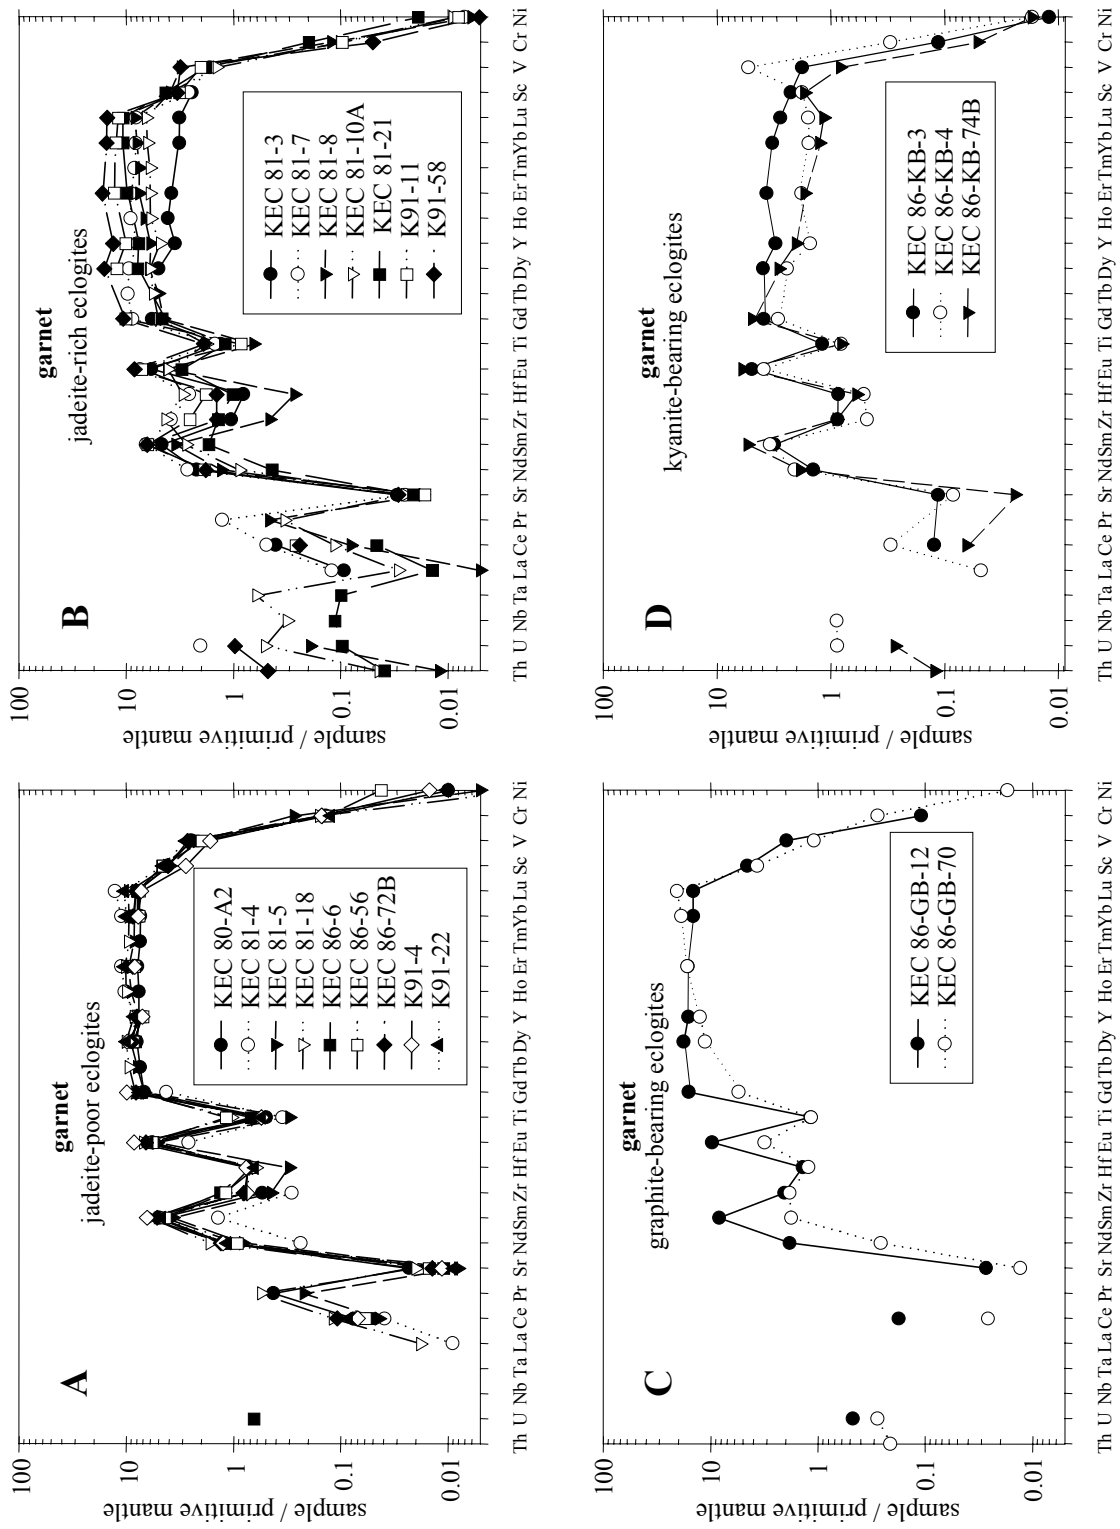 A
garnet
jadeite-poor eclogites
100
10
1
0.1
0.01
sample / primitive mantle
KEC 80-A2
KEC 81-4
KEC 81-5
KEC 81-18
KEC 86-6
KEC 86-56
KEC 86-72B
K91-4
K91-22
Th U Nb Ta La Ce Pr Sr Nd Sm Zr Hf Eu Ti Gd Tb Dy Y Ho Er Tm Yb Lu Sc V Cr Ni
B
garnet
jadeite-rich eclogites
100
10
1
0.1
0.01
sample / primitive mantle
KEC 81-3
KEC 81-7
KEC 81-8
KEC 81-10A
KEC 81-21
K91-11
K91-58
Th U Nb Ta La Ce Pr Sr Nd Sm Zr Hf Eu Ti Gd Tb Dy Y Ho Er Tm Yb Lu Sc V Cr Ni
C
garnet
graphite-bearing eclogites
100
10
1
0.1
0.01
sample / primitive mantle
KEC 86-GB-12
KEC 86-GB-70
Th U Nb Ta La Ce Pr Sr Nd Sm Zr Hf Eu Ti Gd Tb Dy Y Ho Er Tm Yb Lu Sc V Cr Ni
D
garnet
kyanite-bearing eclogites
100
10
1
0.1
0.01
sample / primitive mantle
KEC 86-KB-3
KEC 86-KB-4
KEC 86-KB-74B
Th U Nb Ta La Ce Pr Sr Nd Sm Zr Hf Eu Ti Gd Tb Dy Y Ho Er Tm Yb Lu Sc V Cr Ni